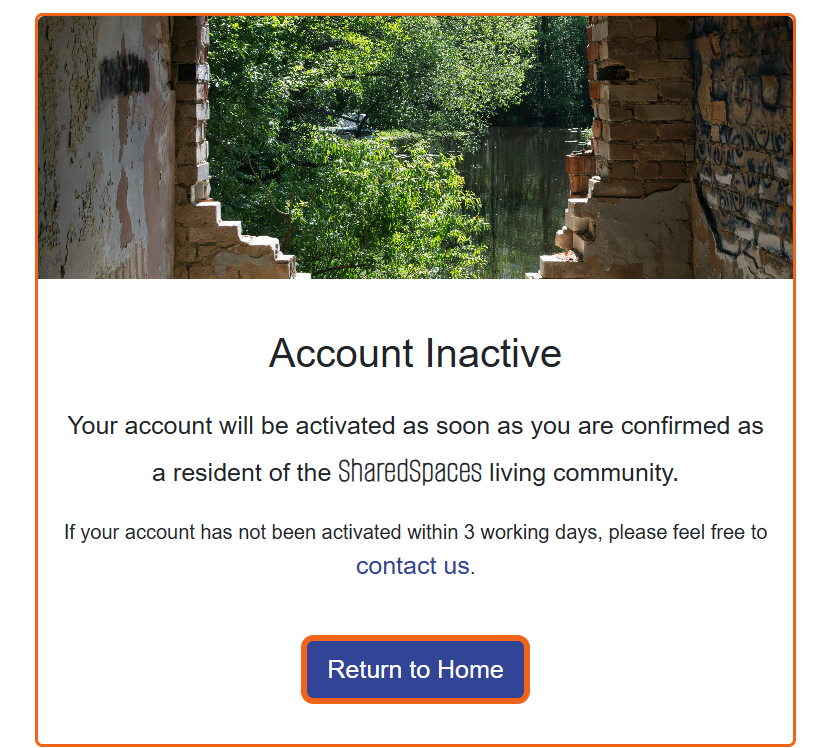 Account Inactive
Your account will be activated as soon as you are confirmed as
a resident of the SharedSpaces living community.
If your account has not been activated within 3 working days, please feel free to
contact us.
Return to Home